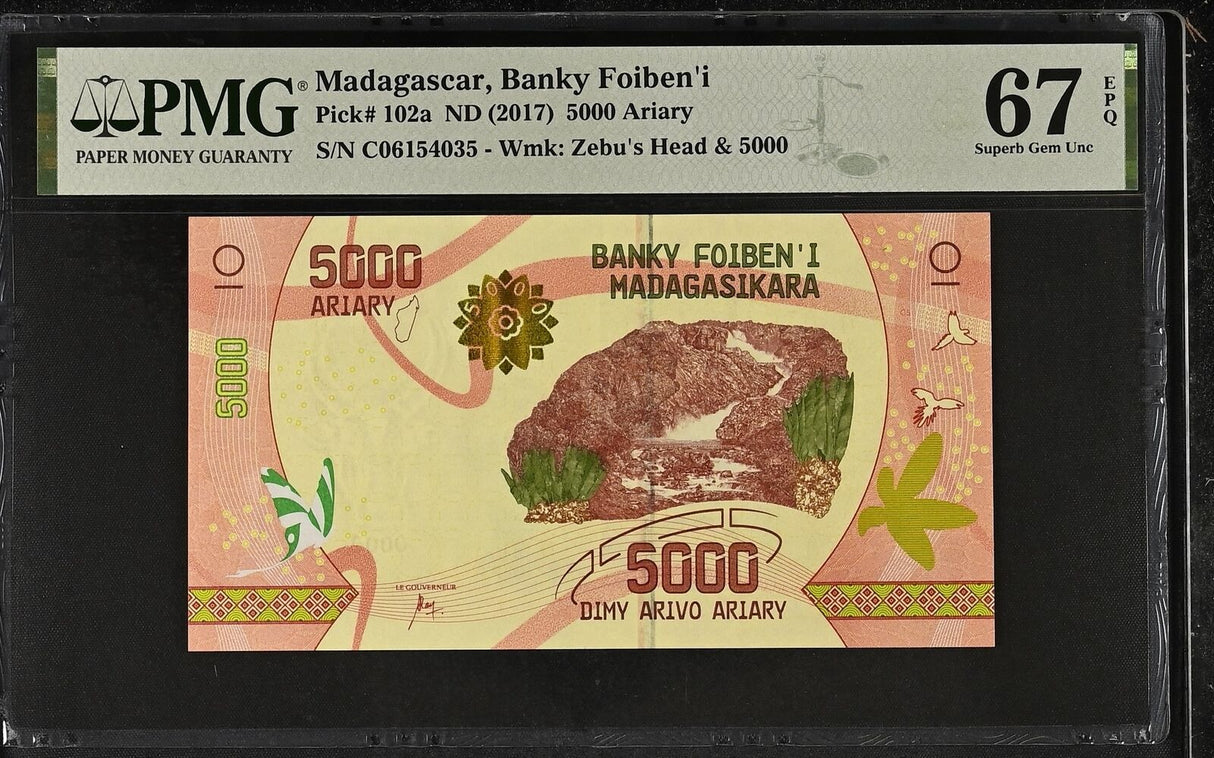 PMG®
PAPER MONEY GUARANTY
Madagascar, Banky Foiben'i
Pick# 102a ND (2017) 5000 Ariary
S/N C06154035 - Wmk: Zebu's Head & 5000
67
EPQ
Superb Gem Unc
5000
ARIARY
5000
5000
BANKY FOIBEN'I
MADAGASIKARA
LE GOUVERNEUR
5000
DIMY ARIVO ARIARY